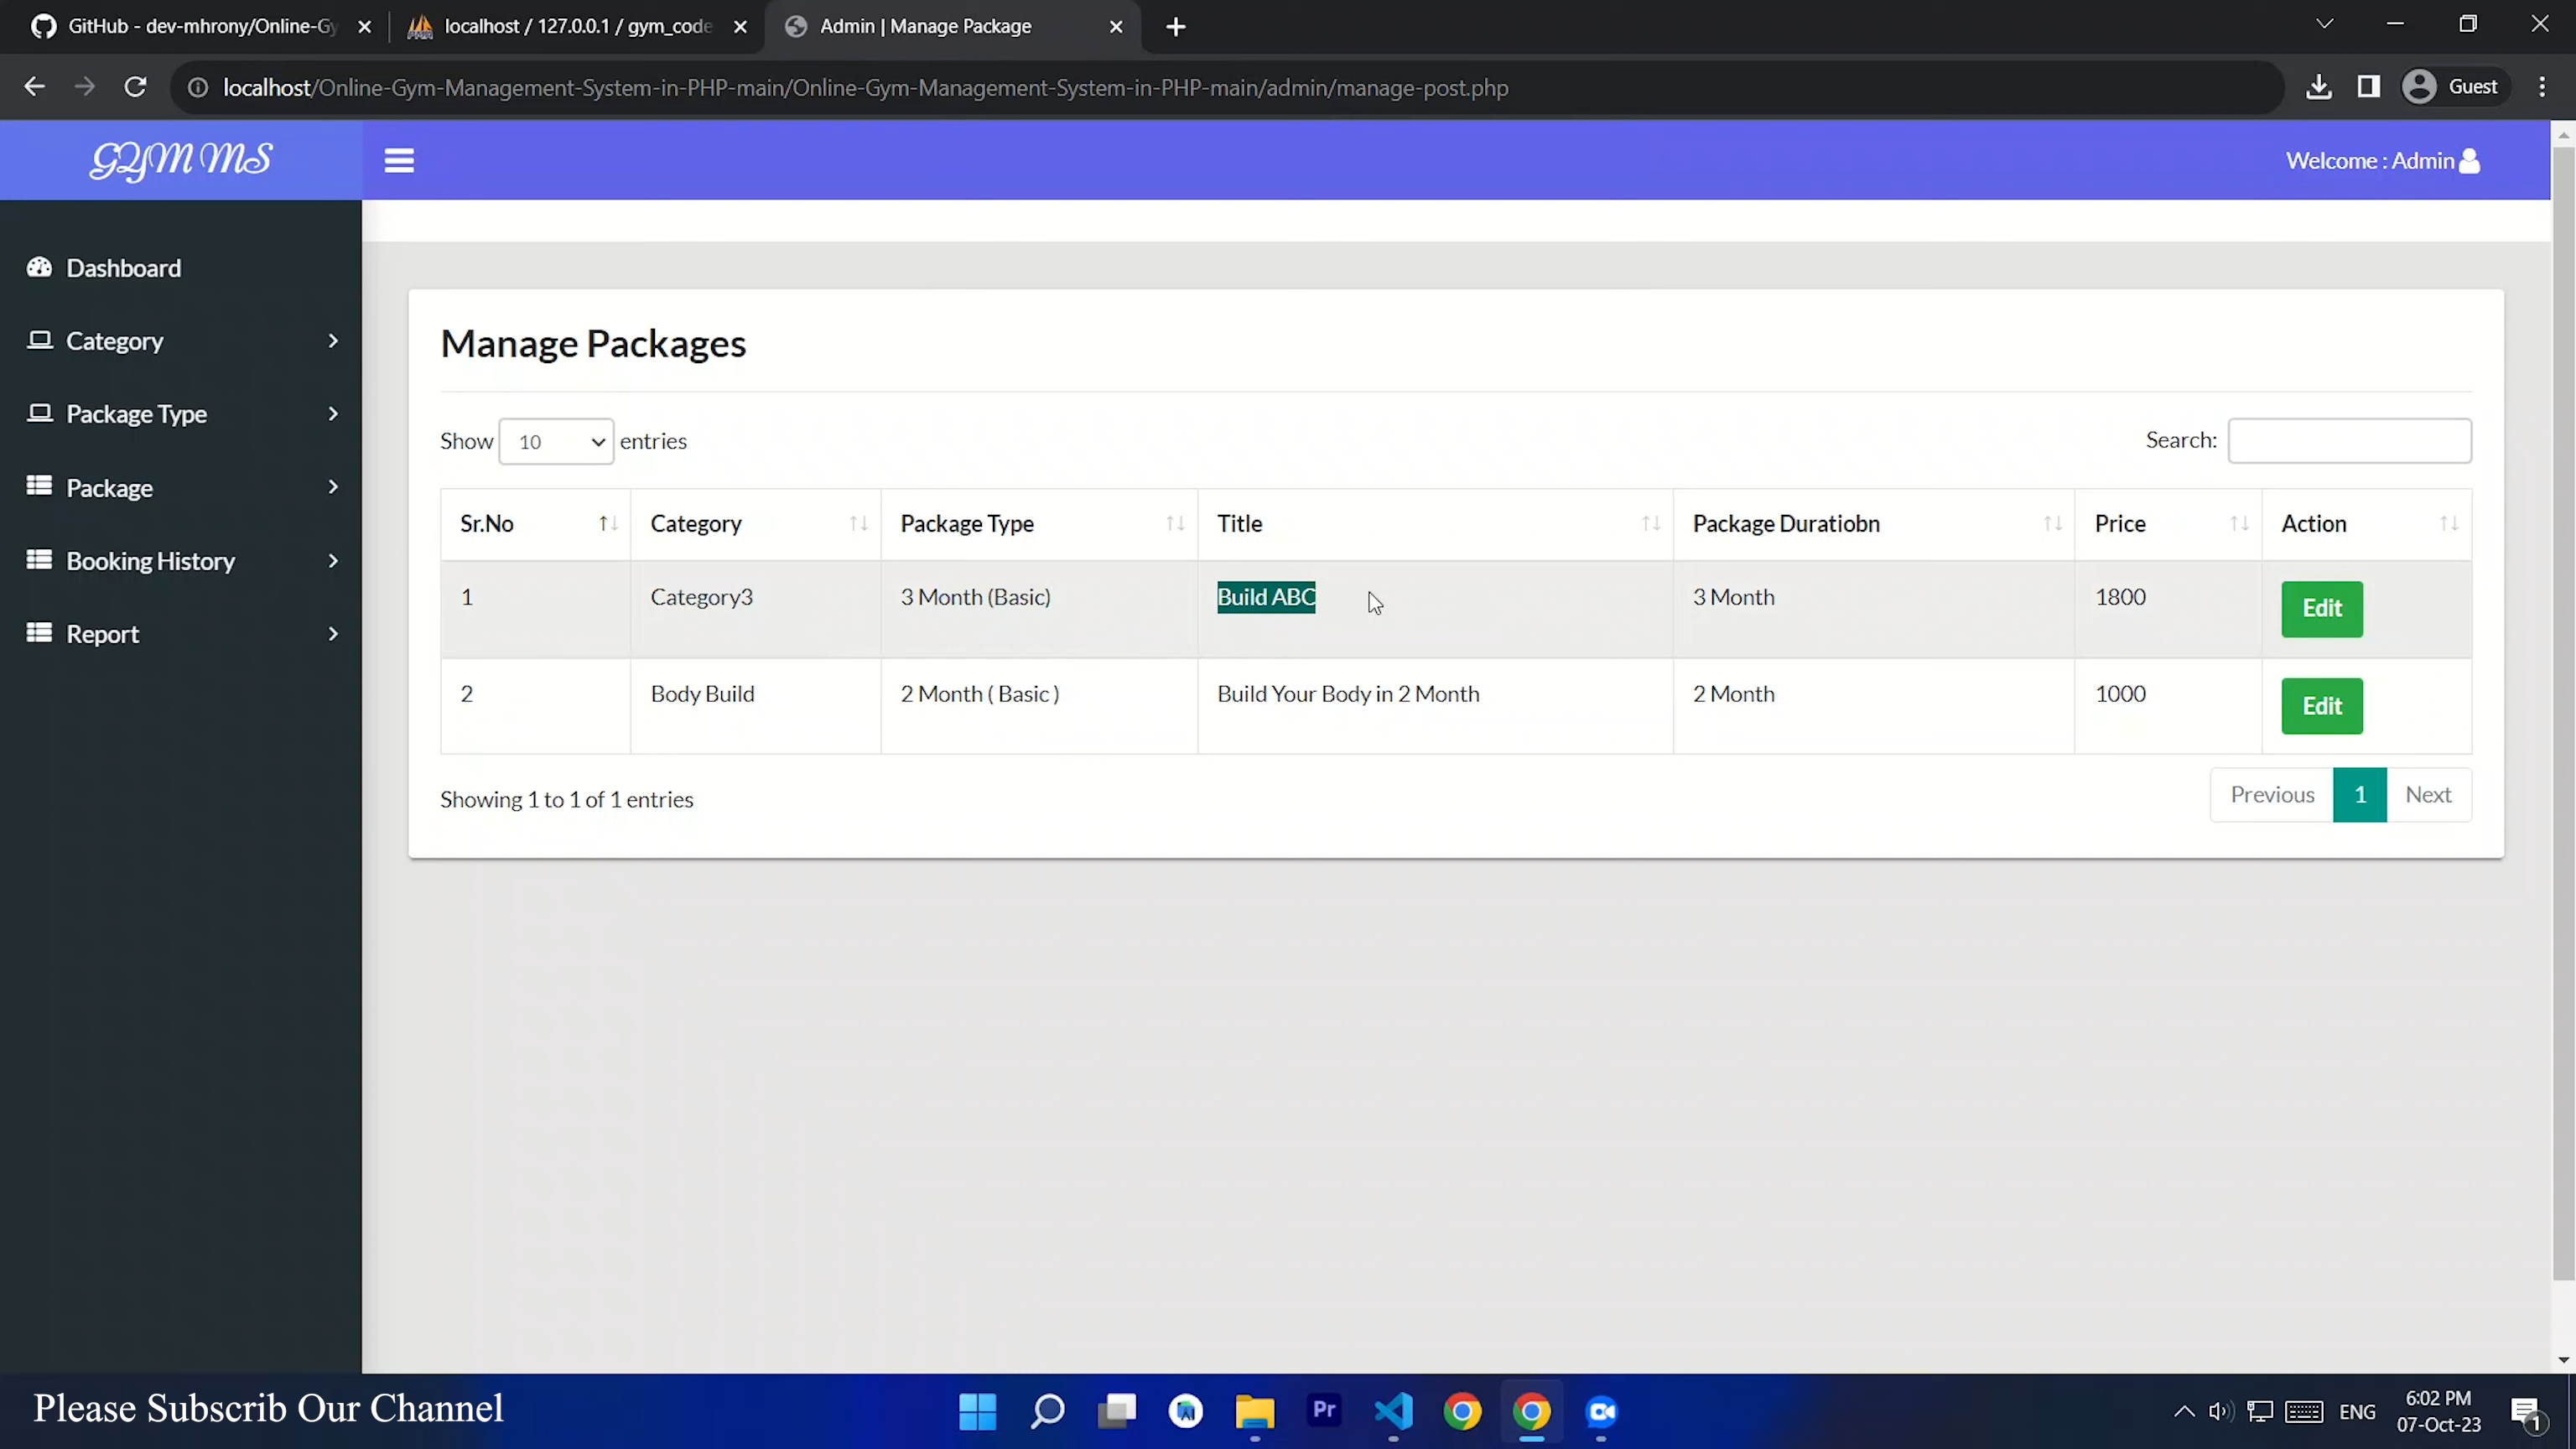 GitHub - dev-mhrony/Online-Gy
localhost / 127.0.0.1 / gym_code
Admin | Manage Package
localhost/Online-Gym-Management-System-in-PHP-main/Online-Gym-Management-System-in-PHP-main/admin/manage-post.php
Guest
GYM MS
Welcome : Admin
Dashboard
Category
Package Type
Package
Booking History
Report
Manage Packages
Show 10 entries
Search:
Sr.No Category Package Type Title Package Duratiobn Price Action
1 Category3 3 Month (Basic) Build ABC 3 Month 1800 Edit
2 Body Build 2 Month ( Basic ) Build Your Body in 2 Month 2 Month 1000 Edit
Showing 1 to 1 of 1 entries
Previous 1 Next
Please Subscrib Our Channel
Pr
ENG
6:02 PM
07-Oct-23
1